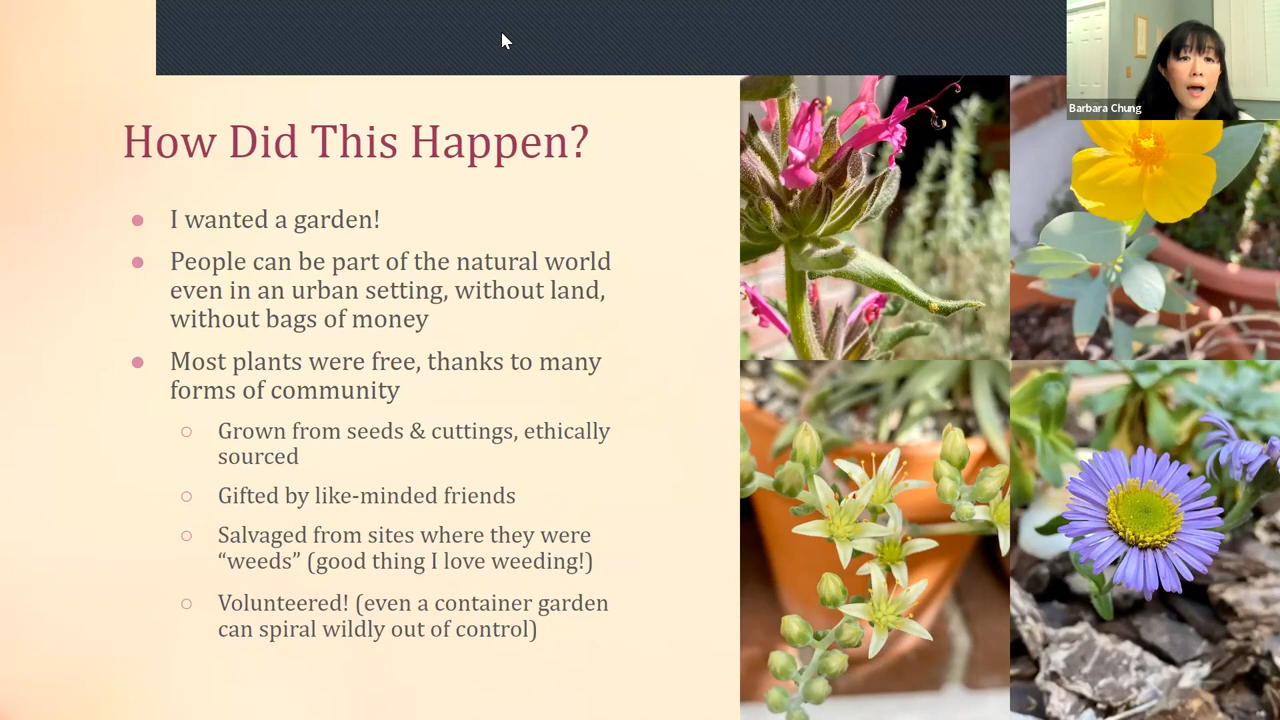 Barbara Chung
How Did This Happen?
I wanted a garden!
People can be part of the natural world
even in an urban setting, without land,
without bags of money
Most plants were free, thanks to many
forms of community
Grown from seeds & cuttings, ethically
sourced
Gifted by like-minded friends
Salvaged from sites where they were
“weeds” (good thing I love weeding!)
Volunteered! (even a container garden
can spiral wildly out of control)